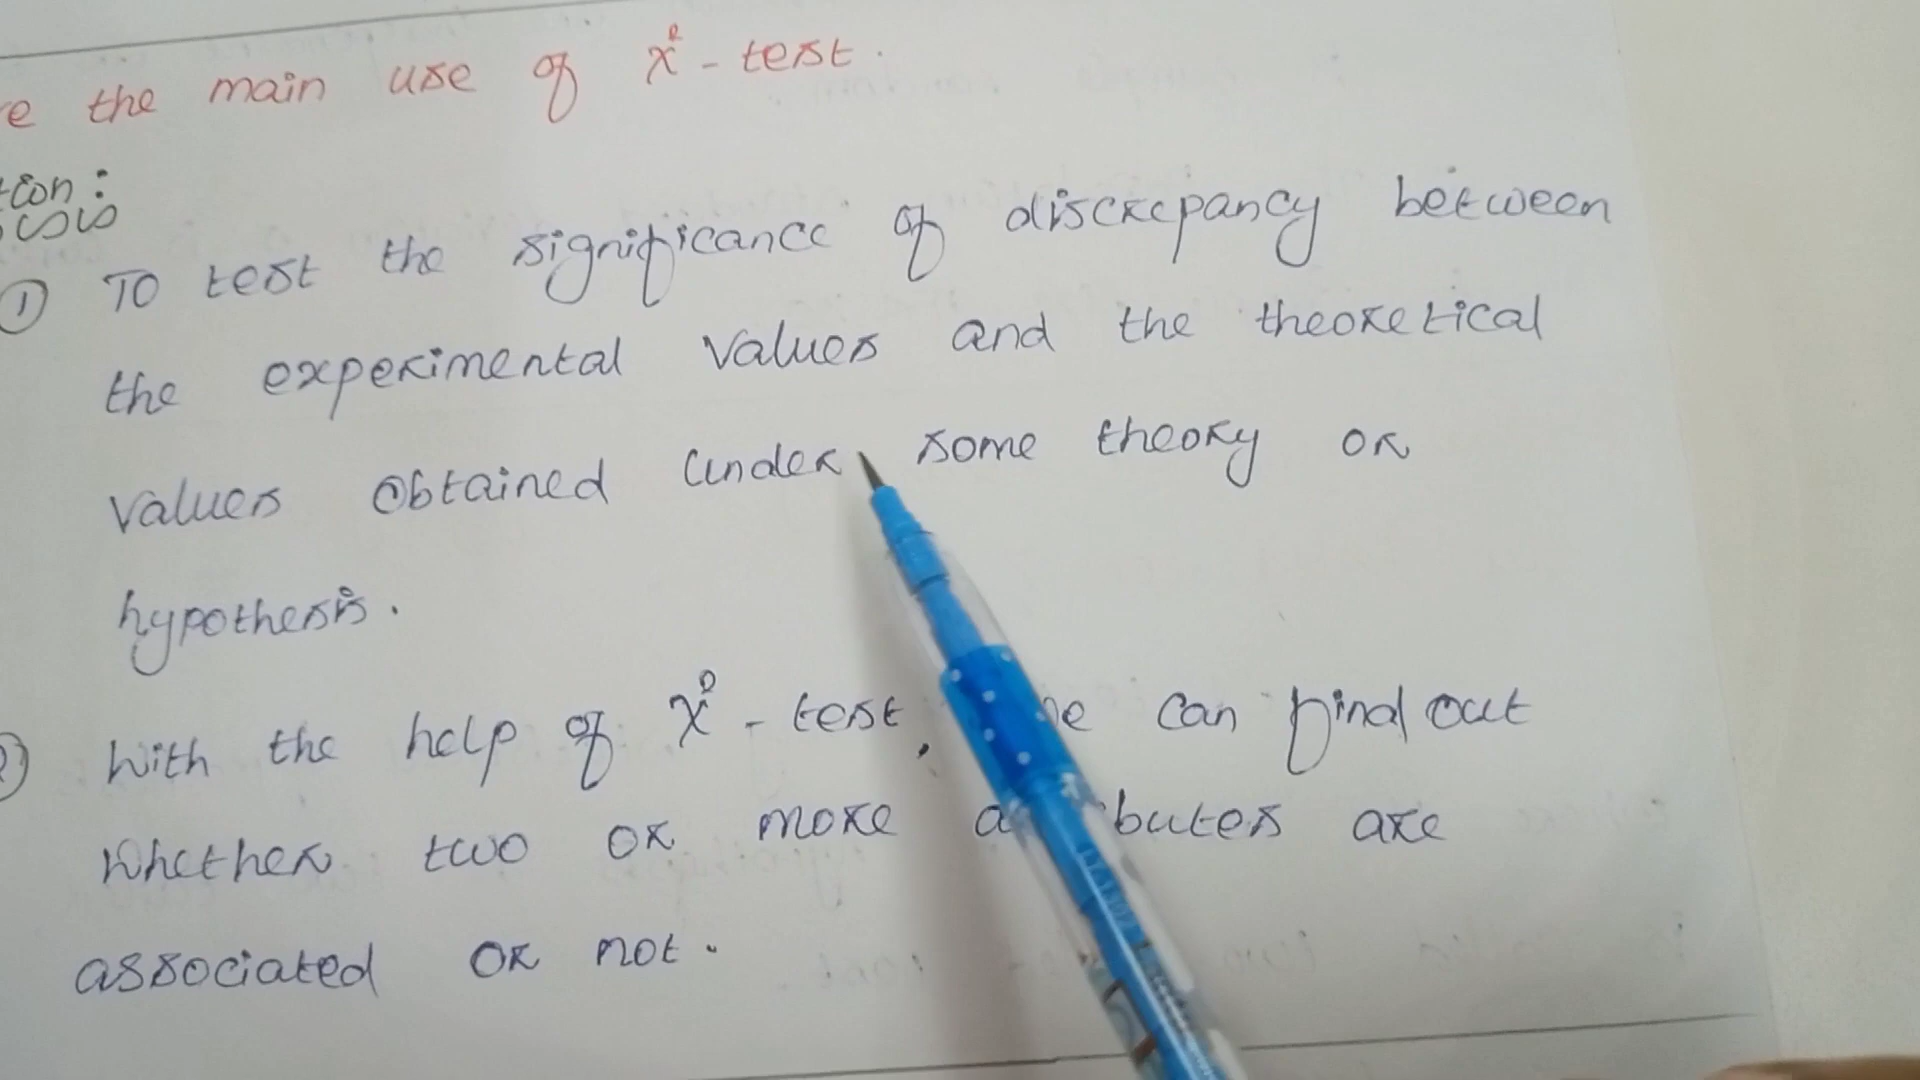 e the main use of χ² - test.
tion:
① To test the significance of discrepancy between
the experimental values and the theoretical
values obtained under some theory or
hypothesis.
2) With the help of χ² - test, we can find out
whether two or more attributes are
associated or not.